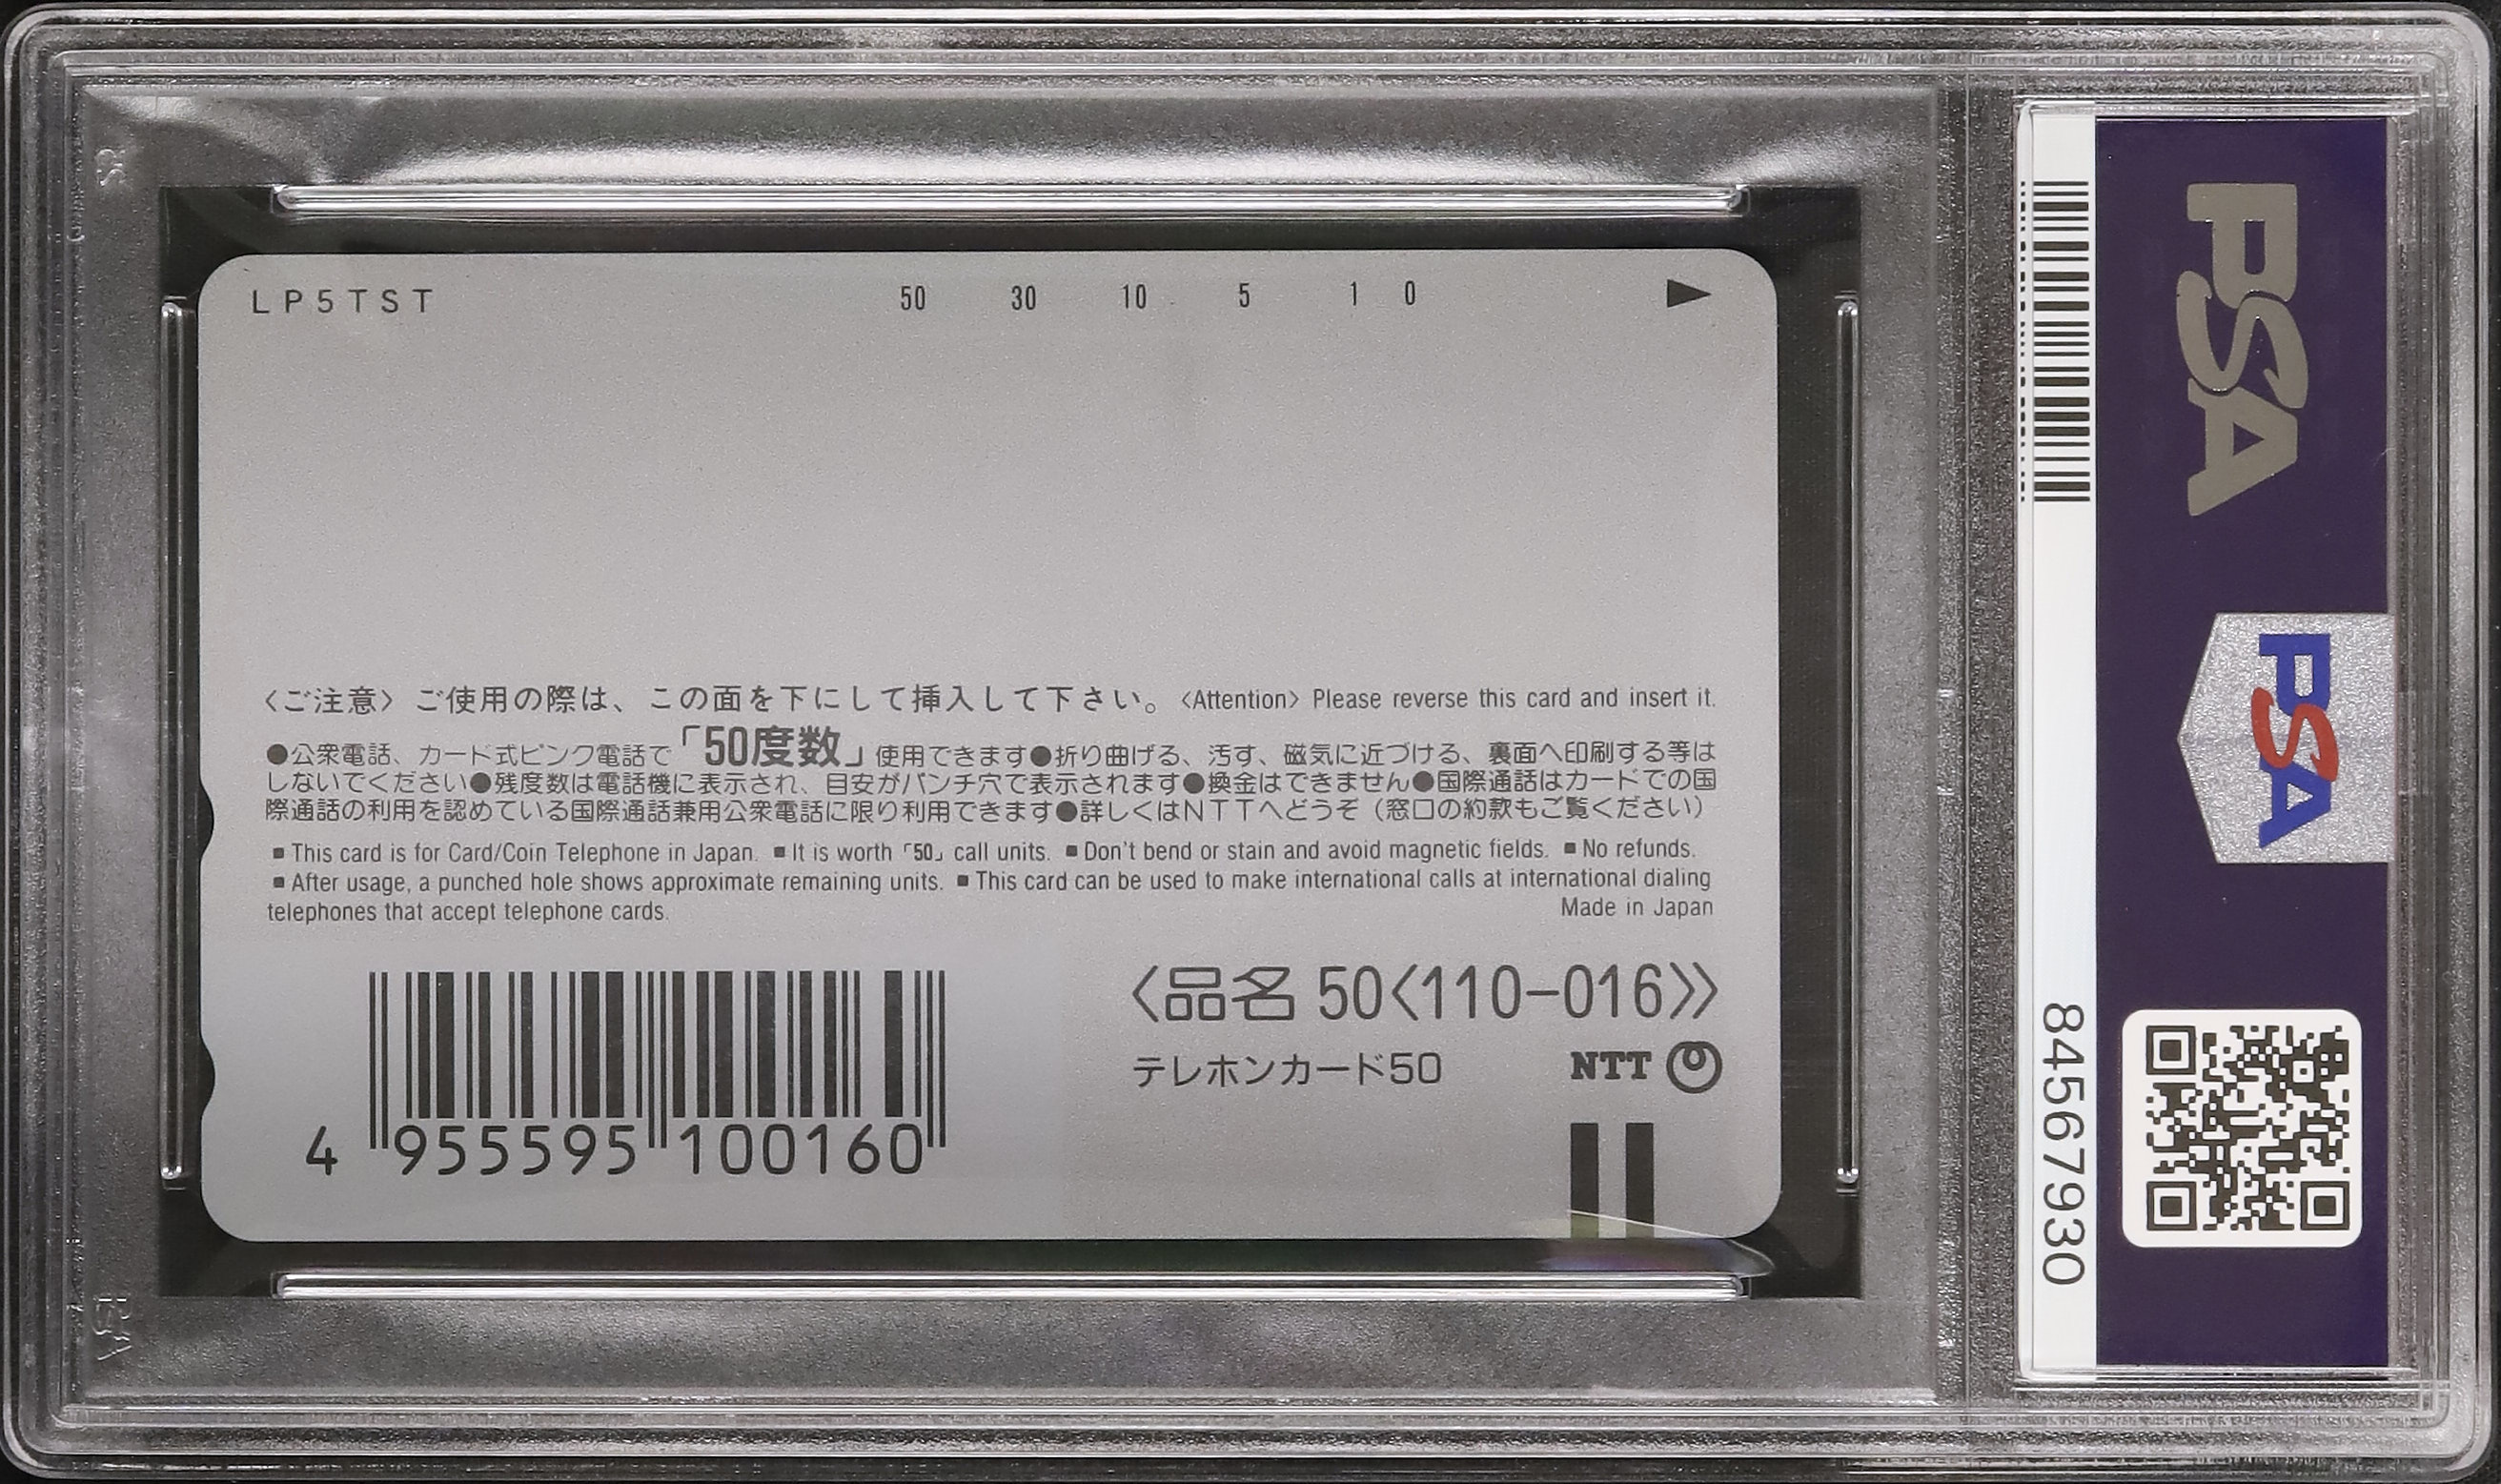 LP5TST
50 30 10 5 1 0
〈ご注意〉ご使用の際は、この面を下にして挿入して下さい。〈Attention〉 Please reverse this card and insert it.
●公衆電話、カード式ピンク電話で「50度数」使用できます●折り曲げる、汚す、磁気に近づける、裏面へ印刷する等は
しないでください●残度数は電話機に表示され、目安がパンチ穴で表示されます●換金はできません●国際通話はカードでの国
際通話の利用を認めている国際通話兼用公衆電話に限り利用できます●詳しくはNTTへどうぞ（窓口の約款もご覧ください）
■This card is for Card/Coin Telephone in Japan. ■It is worth「50」call units. ■Don't bend or stain and avoid magnetic fields. ■No refunds.
■After usage, a punched hole shows approximate remaining units. ■This card can be used to make international calls at international dialing
telephones that accept telephone cards.
Made in Japan
〈品名 50〈110-016〉〉
テレホンカード50
NTT
4 955595 100160
PSA
PSA
84567930
PSA